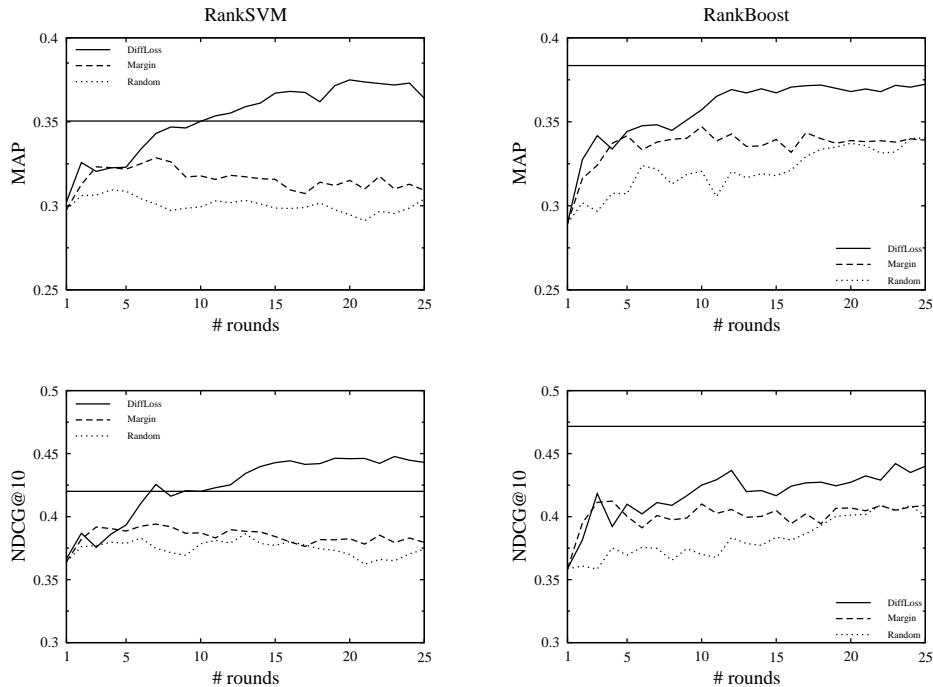 RankSVM
0.4
DiffLoss
Margin
Random
0.35
MAP
0.3
0.25
1 5 10 15 20 25
# rounds
RankBoost
0.4
0.35
MAP
0.3
DiffLoss
Margin
Random
0.25
1 5 10 15 20 25
# rounds
0.5
DiffLoss
Margin
Random
0.45
NDCG@10
0.4
0.35
0.3
1 5 10 15 20 25
# rounds
0.5
0.45
NDCG@10
0.4
0.35
DiffLoss
Margin
Random
0.3
1 5 10 15 20 25
# rounds